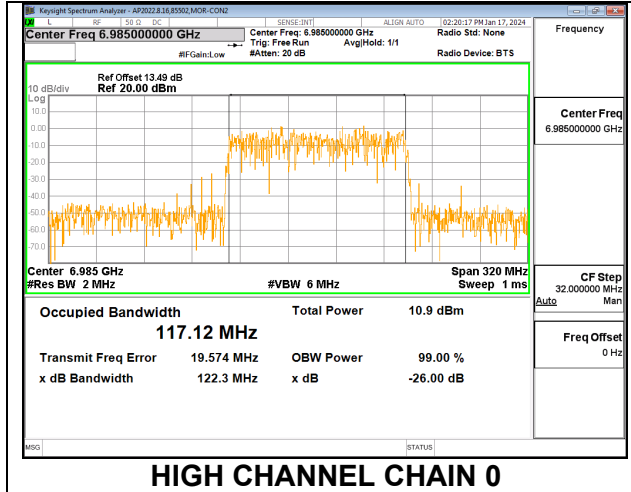 Keysight Spectrum Analyzer - AP2022.8.16,85502,MOR-CON2
L RF 50 Ω DC SENSE:INT ALIGN AUTO 02:20:17 PM Jan 17, 2024
Center Freq 6.985000000 GHz Center Freq: 6.985000000 GHz Radio Std: None Frequency
Trig: Free Run Avg|Hold: 1/1
#IFGain:Low #Atten: 20 dB Radio Device: BTS
Ref Offset 13.49 dB
10 dB/div Ref 20.00 dBm
Log
10.0
0.00
-10.0
-20.0
-30.0
-40.0
-50.0
-60.0
-70.0
Center Freq
6.985000000 GHz
Center 6.985 GHz Span 320 MHz
#Res BW 2 MHz #VBW 6 MHz Sweep 1 ms
CF Step
32.000000 MHz
Auto Man
Occupied Bandwidth Total Power 10.9 dBm
117.12 MHz
Freq Offset
0 Hz
Transmit Freq Error 19.574 MHz OBW Power 99.00 %
x dB Bandwidth 122.3 MHz x dB -26.00 dB
MSG STATUS
HIGH CHANNEL CHAIN 0